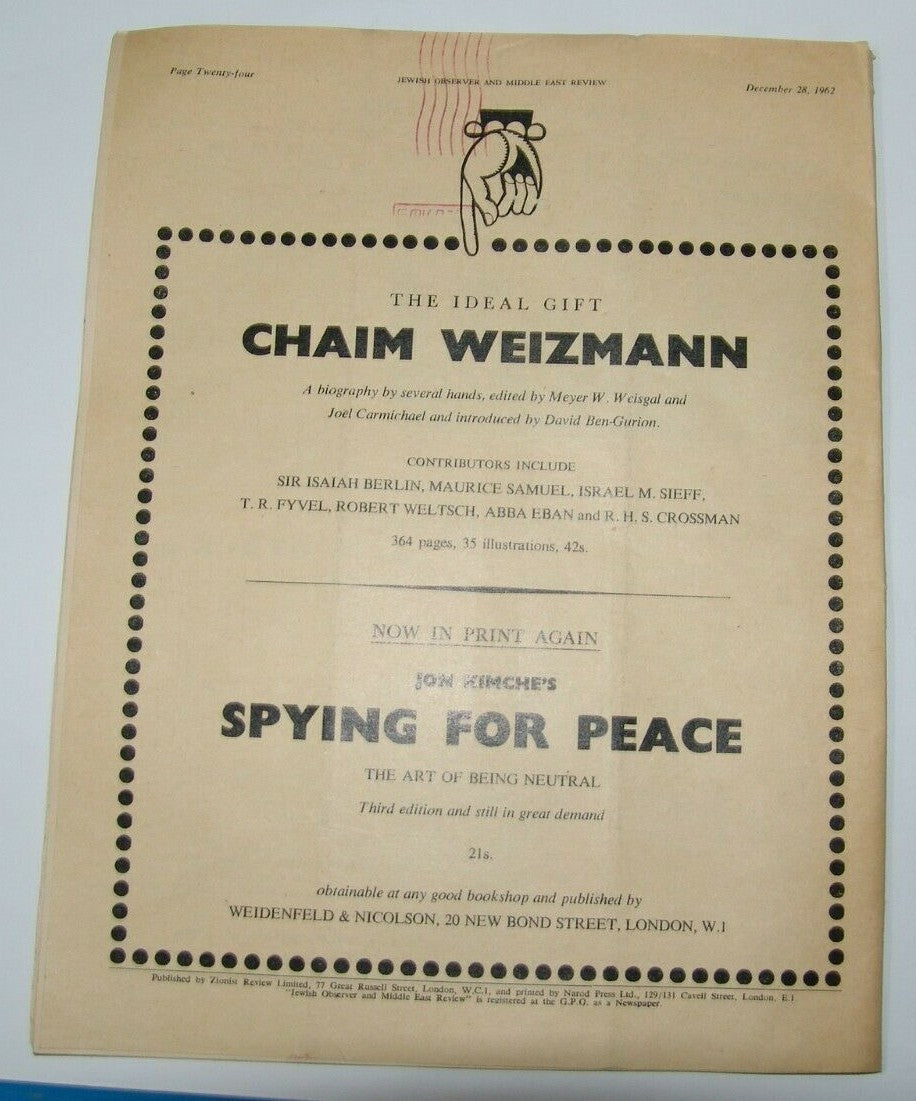 Page Twenty-four
JEWISH OBSERVER AND MIDDLE EAST REVIEW
December 28, 1962
THE IDEAL GIFT
CHAIM WEIZMANN
A biography by several hands, edited by Meyer W. Weisgal and
Joel Carmichael and introduced by David Ben-Gurion.
CONTRIBUTORS INCLUDE
SIR ISAIAH BERLIN, MAURICE SAMUEL, ISRAEL M. SIEFF,
T. R. FYVEL, ROBERT WELTSCH, ABBA EBAN and R. H. S. CROSSMAN
364 pages, 35 illustrations, 42s.
NOW IN PRINT AGAIN
JON KIMCHE'S
SPYING FOR PEACE
THE ART OF BEING NEUTRAL
Third edition and still in great demand
21s.
obtainable at any good bookshop and published by
WEIDENFELD & NICOLSON, 20 NEW BOND STREET, LONDON, W.1
Published by Zionist Review Limited, 77 Great Russell Street, London, W.C.1, and printed by Narod Press Ltd., 129/131 Cavell Street, London, E.1
"Jewish Observer and Middle East Review" is registered at the G.P.O. as a Newspaper.